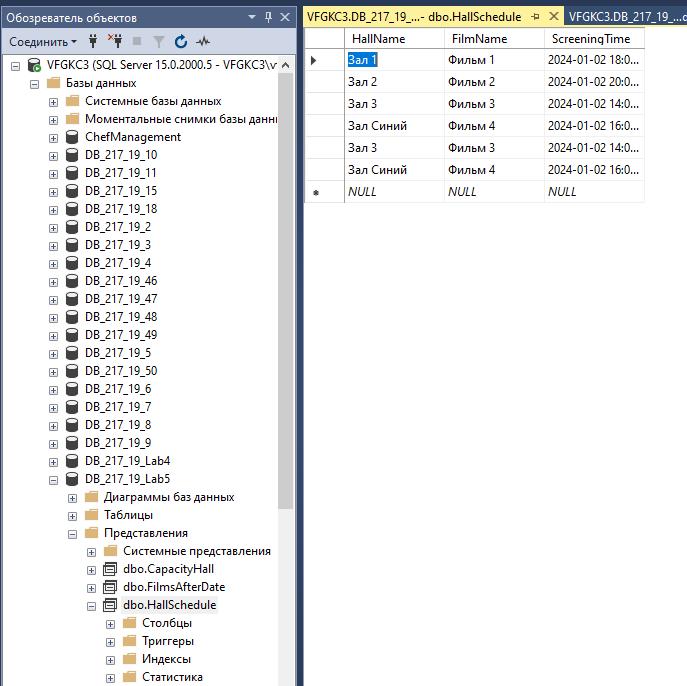 Обозреватель объектов
Соединить
VFGKC3 (SQL Server 15.0.2000.5 - VFGKC3\
Базы данных
Системные базы данных
Моментальные снимки базы данн
ChefManagement
DB_217_19_10
DB_217_19_11
DB_217_19_15
DB_217_19_18
DB_217_19_2
DB_217_19_3
DB_217_19_4
DB_217_19_46
DB_217_19_47
DB_217_19_48
DB_217_19_49
DB_217_19_5
DB_217_19_50
DB_217_19_6
DB_217_19_7
DB_217_19_8
DB_217_19_9
DB_217_19_Lab4
DB_217_19_Lab5
Диаграммы баз данных
Таблицы
Представления
Системные представления
dbo.CapacityHall
dbo.FilmsAfterDate
dbo.HallSchedule
Столбцы
Триггеры
Индексы
Статистика
VFGKC3.DB_217_19_...- dbo.HallSchedule VFGKC3.DB_217_19_...
HallName FilmName ScreeningTime
Зал 1 Фильм 1 2024-01-02 18:0...
Зал 2 Фильм 2 2024-01-02 20:0...
Зал 3 Фильм 3 2024-01-02 14:0...
Зал Синий Фильм 4 2024-01-02 16:0...
Зал 3 Фильм 3 2024-01-02 14:0...
Зал Синий Фильм 4 2024-01-02 16:0...
NULL NULL NULL